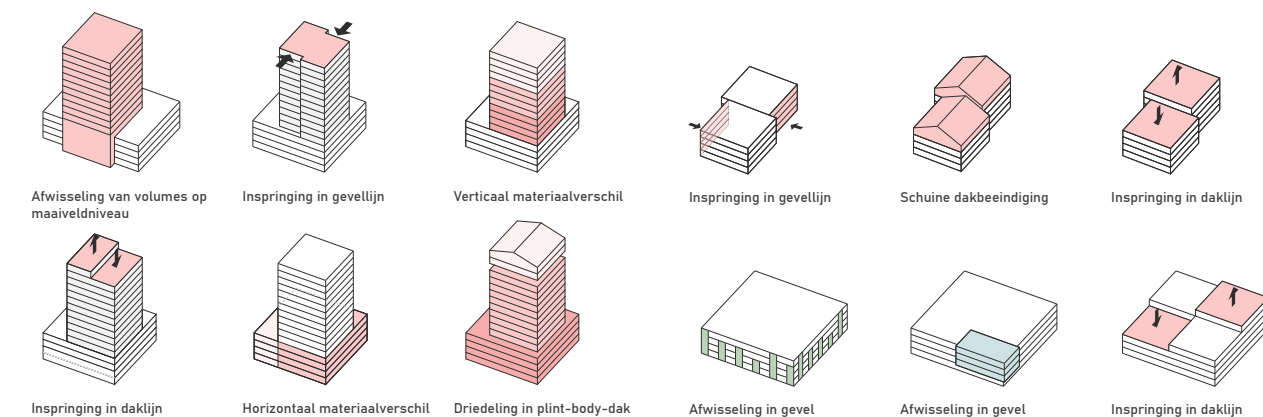 Afwisseling van volumes op
maaiveldniveau
Inspringing in gevellijn
Verticaal materiaalverschil
Inspringing in gevellijn
Schuine dakbeeindiging
Inspringing in daklijn
Inspringing in daklijn
Horizontaal materiaalverschil
Driedeling in plint-body-dak
Afwisseling in gevel
Afwisseling in gevel
Inspringing in daklijn